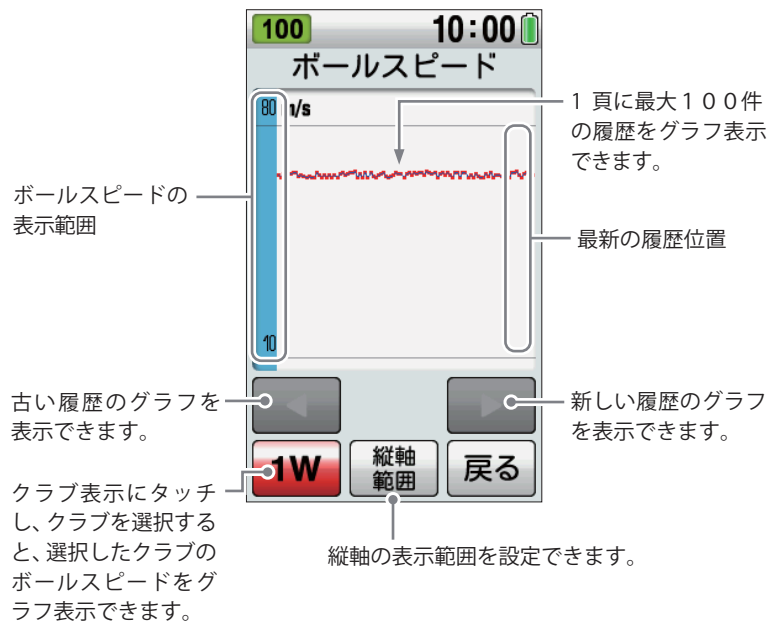 100
10:00
ボールスピード
80 m/s
10
1W
縦軸
範囲
戻る
ボールスピードの
表示範囲
古い履歴のグラフを
表示できます。
クラブ表示にタッチ
し、クラブを選択する
と、選択したクラブの
ボールスピードをグ
ラフ表示できます。
1 頁に最大１００件
の履歴をグラフ表示
できます。
最新の履歴位置
新しい履歴のグラフ
を表示できます。
縦軸の表示範囲を設定できます。